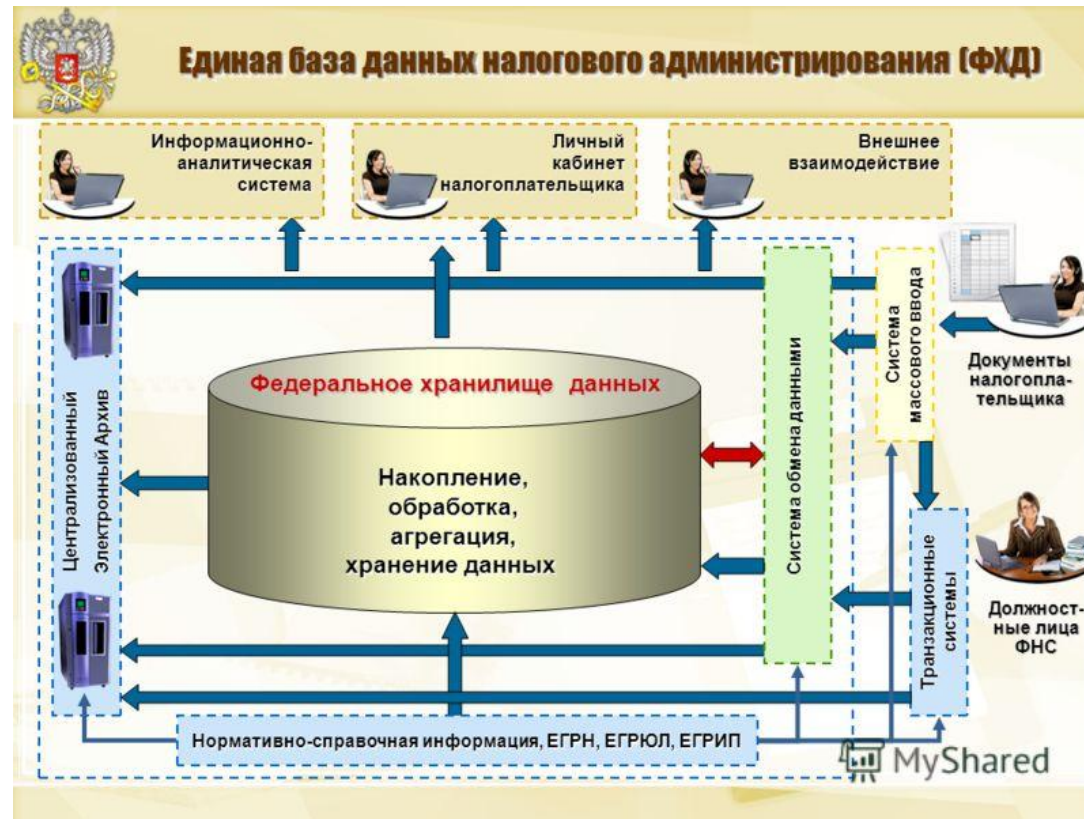 Единая база данных налогового администрирования (ФХД)
Информационно-
аналитическая
система
Личный
кабинет
налогоплательщика
Внешнее
взаимодействие
Централизованный
Электронный Архив
Федеральное хранилище данных
Накопление,
обработка,
агрегация,
хранение данных
Система обмена данными
Система
массового ввода
Документы
налогопла-
тельщика
Транзакционные
системы
Должност-
ные лица
ФНС
Нормативно-справочная информация, ЕГРН, ЕГРЮЛ, ЕГРИП
MyShared